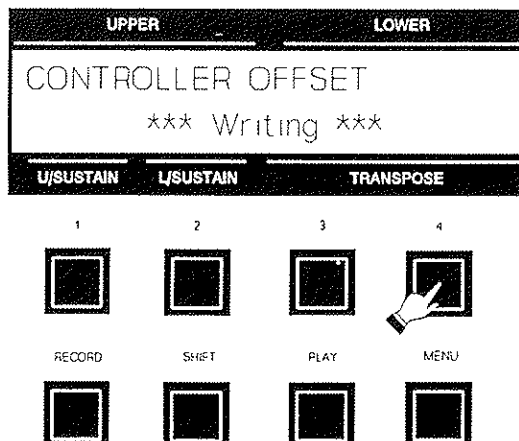 UPPER LOWER
CONTROLLER OFFSET
*** Writing ***
U/SUSTAIN L/SUSTAIN TRANSPOSE
1 2 3 4
RECORD SHIFT PLAY MENU